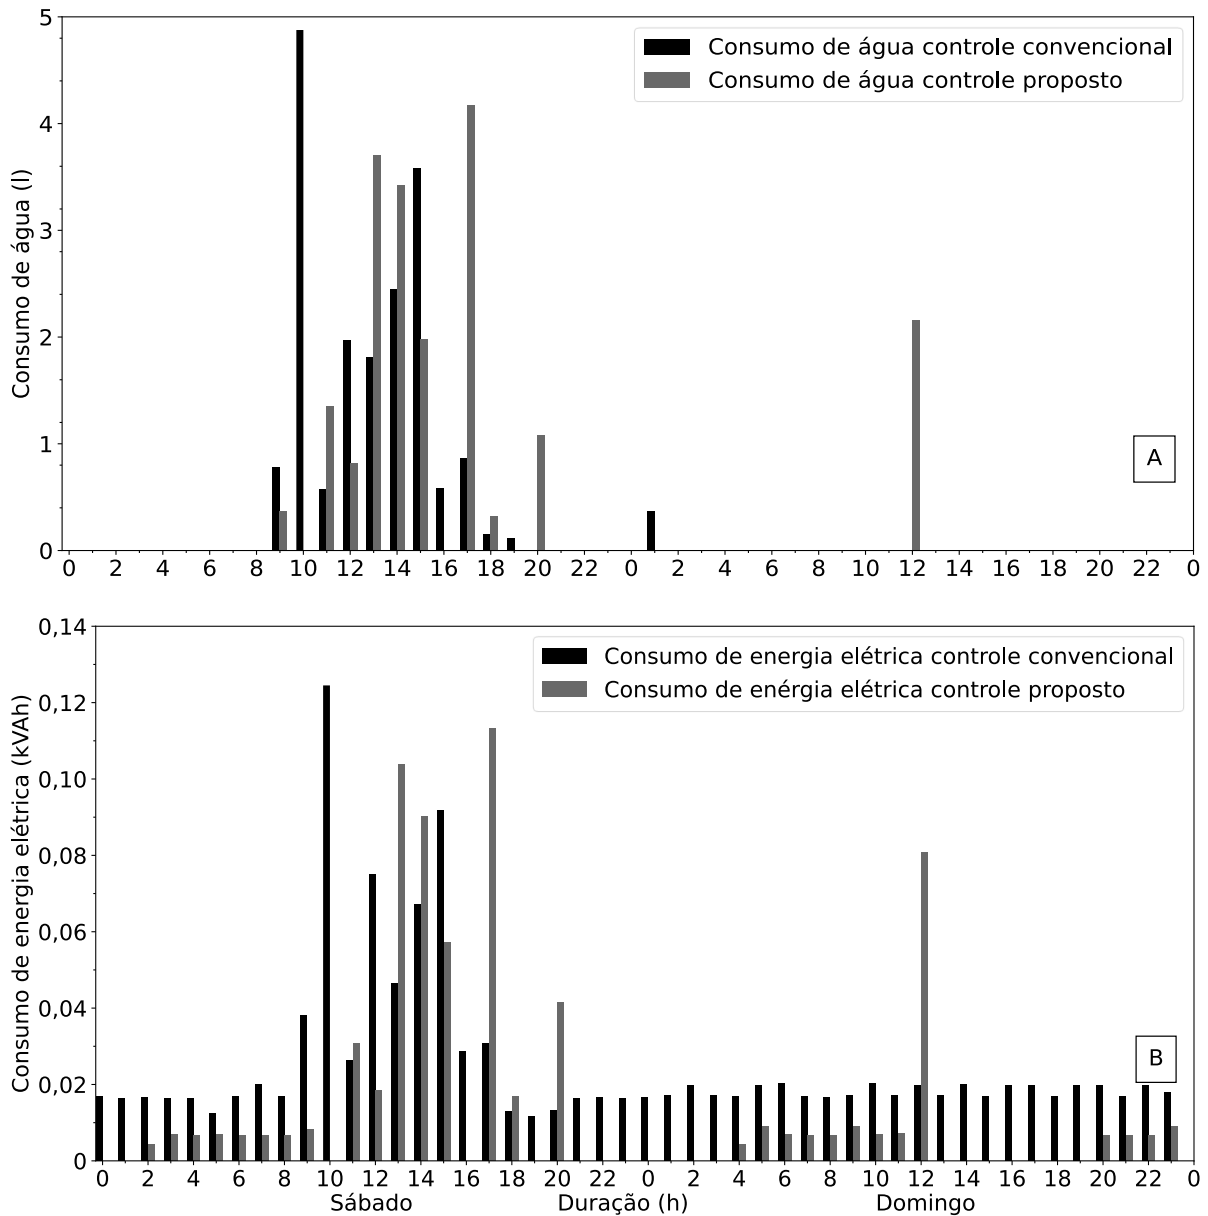 5
4
3
2
1
0
Consumo de água (l)
Consumo de água controle convencional
Consumo de água controle proposto
A
0 2 4 6 8 10 12 14 16 18 20 22 0 2 4 6 8 10 12 14 16 18 20 22 0
0,14
0,12
0,10
0,08
0,06
0,04
0,02
0
Consumo de energia elétrica (kVAh)
Consumo de energia elétrica controle convencional
Consumo de enérgia elétrica controle proposto
B
0 2 4 6 8 10 12 14 16 18 20 22 0 2 4 6 8 10 12 14 16 18 20 22 0
Sábado Duração (h) Domingo